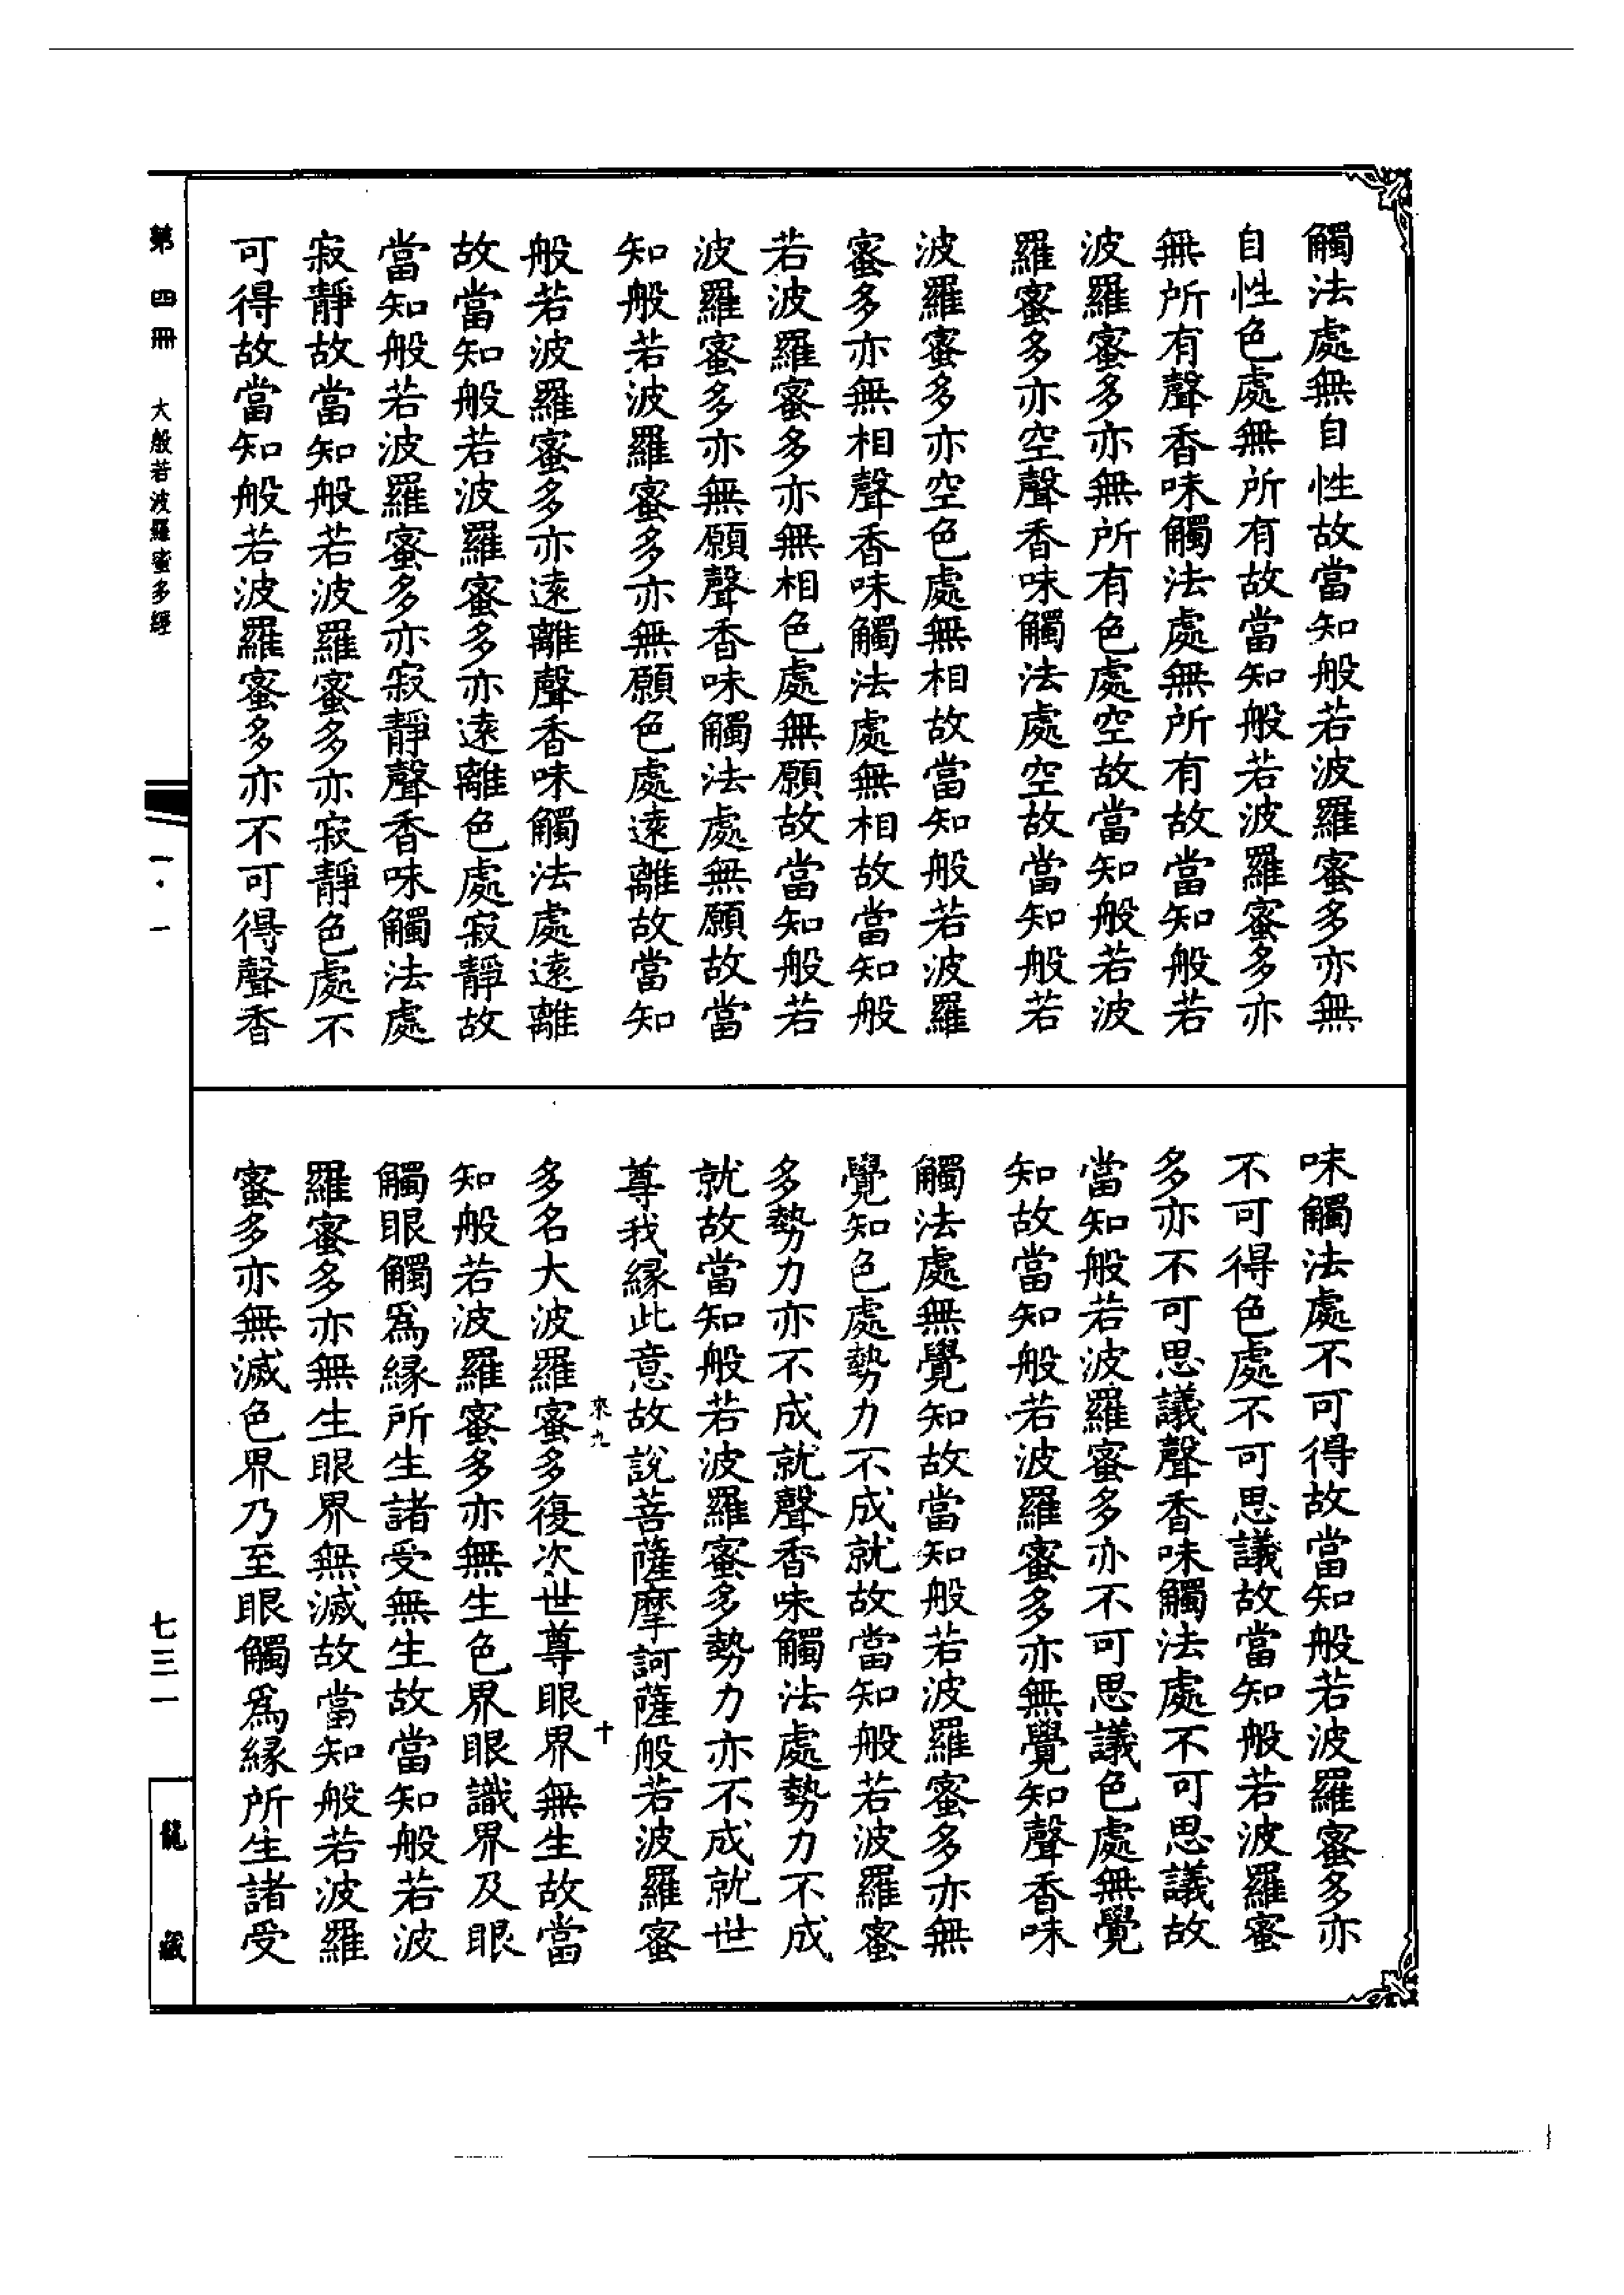 觸法處無自性故當知般若波羅蜜多亦無
自性色處無所有故當知般若波羅蜜多亦
無所有聲香味觸法處無所有故當知般若
波羅蜜多亦無所有色處空故當知般若波
羅蜜多亦空聲香味觸法處空故當知般若
波羅蜜多亦空色處無相故當知般若波羅
蜜多亦無相聲香味觸法處無相故當知般
若波羅蜜多亦無相色處無願故當知般若
波羅蜜多亦無願聲香味觸法處無願故當
知般若波羅蜜多亦無願色處遠離故當知
般若波羅蜜多亦遠離聲香味觸法處遠離
故當知般若波羅蜜多亦遠離色處寂靜故
當知般若波羅蜜多亦寂靜聲香味觸法處
寂靜故當知般若波羅蜜多亦寂靜色處不
可得故當知般若波羅蜜多亦不可得聲香
味觸法處不可得故當知般若波羅蜜多亦
不可得色處不可思議故當知般若波羅蜜
多亦不可思議聲香味觸法處不可思議故
當知般若波羅蜜多亦不可思議色處無覺
知故當知般若波羅蜜多亦無覺知聲香味
觸法處無覺知故當知般若波羅蜜多亦無
覺知色處勢力不成就故當知般若波羅蜜
多勢力亦不成就聲香味觸法處勢力不成
就故當知般若波羅蜜多勢力亦不成就世
尊我緣此意故說菩薩摩訶薩般若波羅蜜
來九 十
多名大波羅蜜多復次世尊眼界無生故當
知般若波羅蜜多亦無生色界眼識界及眼
觸眼觸爲緣所生諸受無生故當知般若波
羅蜜多亦無生眼界無滅故當知般若波羅
蜜多亦無滅色界乃至眼觸爲緣所生諸受
第四冊 大般若波羅蜜多經 一·一 七三一 龍藏